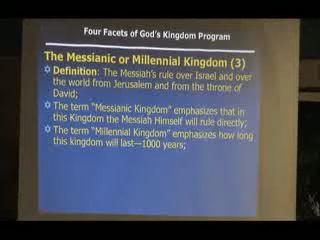 Four Facets of God's Kingdom Program
The Messianic or Millennial Kingdom (3)
Definition: The Messiah's rule over Israel and over
the world from Jerusalem and from the throne of
David;
The term "Messianic Kingdom" emphasizes that in
this Kingdom the Messiah Himself will rule directly;
The term "Millennial Kingdom" emphasizes how long
this kingdom will last—1000 years;